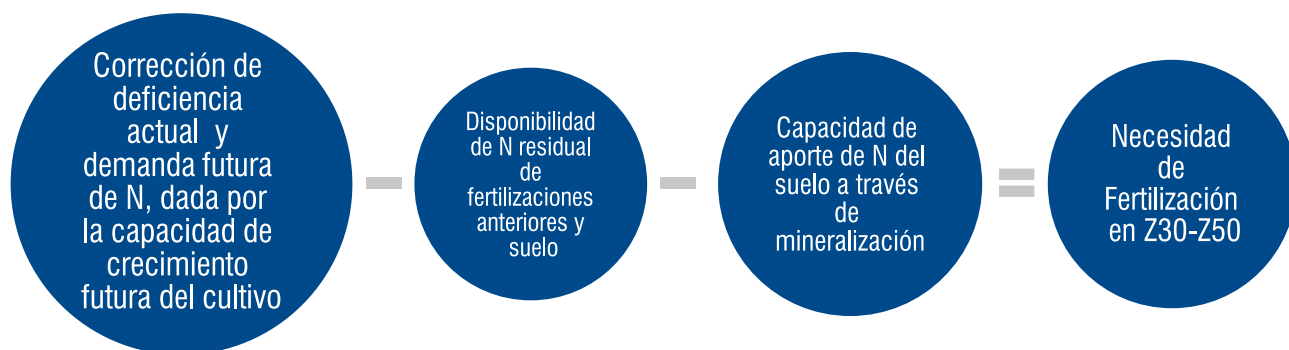 Corrección de
deficiencia
actual y
demanda futura
de N, dada por
la capacidad de
crecimiento
futura del cultivo
Disponibilidad
de N residual
de
fertilizaciones
anteriores y
suelo
Capacidad de
aporte de N del
suelo a través
de
mineralización
Necesidad
de
Fertilización
en Z30-Z50